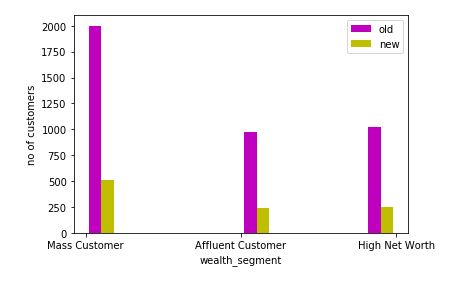 2000
1750
1500
1250
1000
750
500
250
0
no of customers
old
new
Mass Customer Affluent Customer High Net Worth
wealth_segment